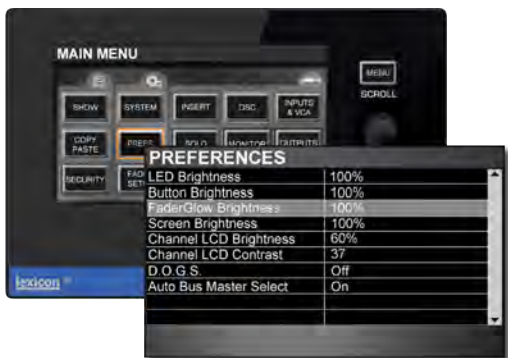 MAIN MENU
MENU
SCROLL
SHOW SYSTEM INSERT OSC INPUTS & VCA
COPY PASTE PREFS SOLO MONITOR OUTPUTS
SECURITY
PREFERENCES
LED Brightness 100%
Button Brightness 100%
FaderGlow Brightness 100%
Screen Brightness 100%
Channel LCD Brightness 60%
Channel LCD Contrast 37
D.O.G.S. Off
Auto Bus Master Select On
lexicon